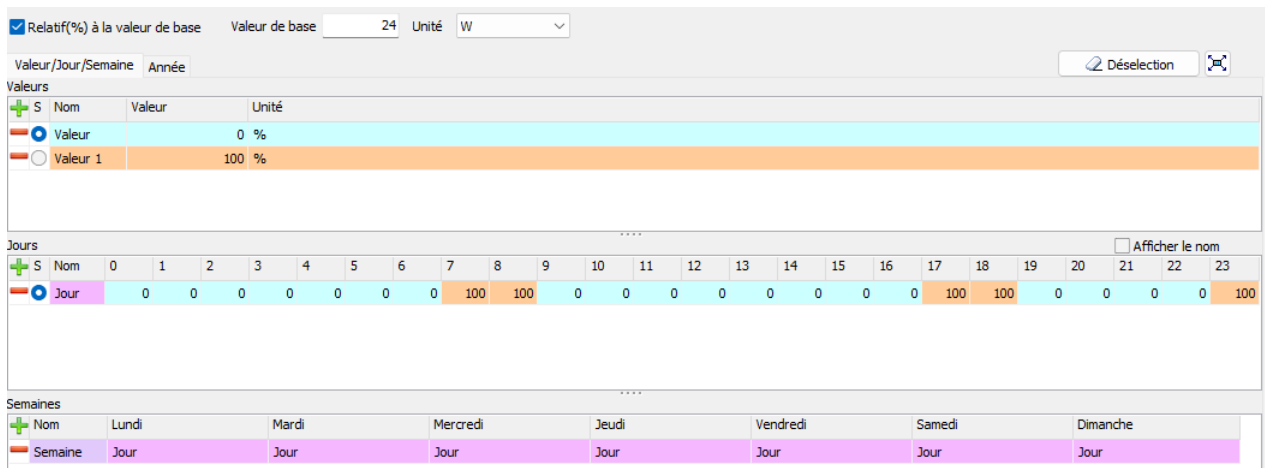 Relatif(%) à la valeur de base Valeur de base 24 Unité W
Valeur/Jour/Semaine Année Déselection
Valeurs
S Nom Valeur Unité
Valeur 0 %
Valeur 1 100 %
Jours Afficher le nom
S Nom 0 1 2 3 4 5 6 7 8 9 10 11 12 13 14 15 16 17 18 19 20 21 22 23
Jour 0 0 0 0 0 0 0 100 100 0 0 0 0 0 0 0 0 100 100 0 0 0 0 100
Semaines
Nom Lundi Mardi Mercredi Jeudi Vendredi Samedi Dimanche
Semaine Jour Jour Jour Jour Jour Jour Jour